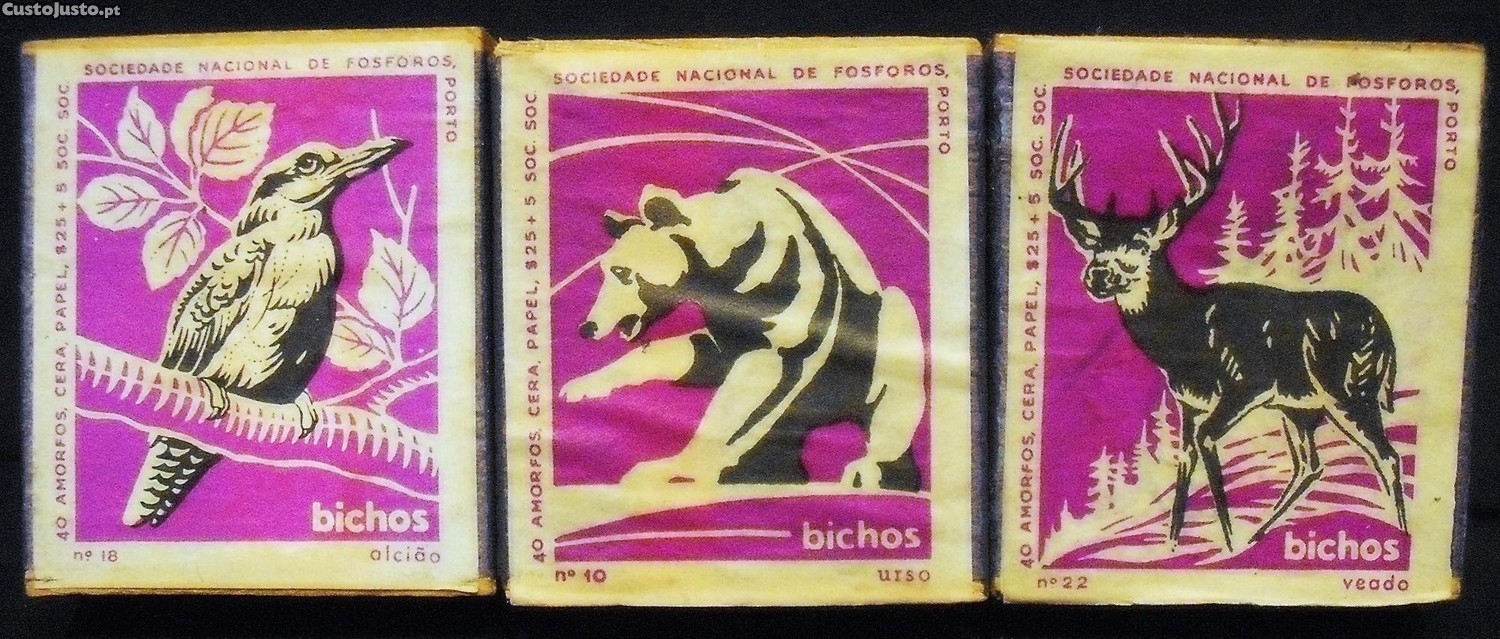 CustoJusto.pt
SOCIEDADE NACIONAL DE FOSFOROS,
PORTO
40 AMORFOS, CERA, PAPEL, $25 + 5 SOC. SOC.
bichos
nº 18
alcião
SOCIEDADE NACIONAL DE FOSFOROS,
PORTO
40 AMORFOS, CERA, PAPEL, $25 + 5 SOC. SOC.
bichos
nº 10
urso
SOCIEDADE NACIONAL DE FOSFOROS,
PORTO
40 AMORFOS, CERA, PAPEL, $25 + 5 SOC. SOC.
bichos
nº 22
veado